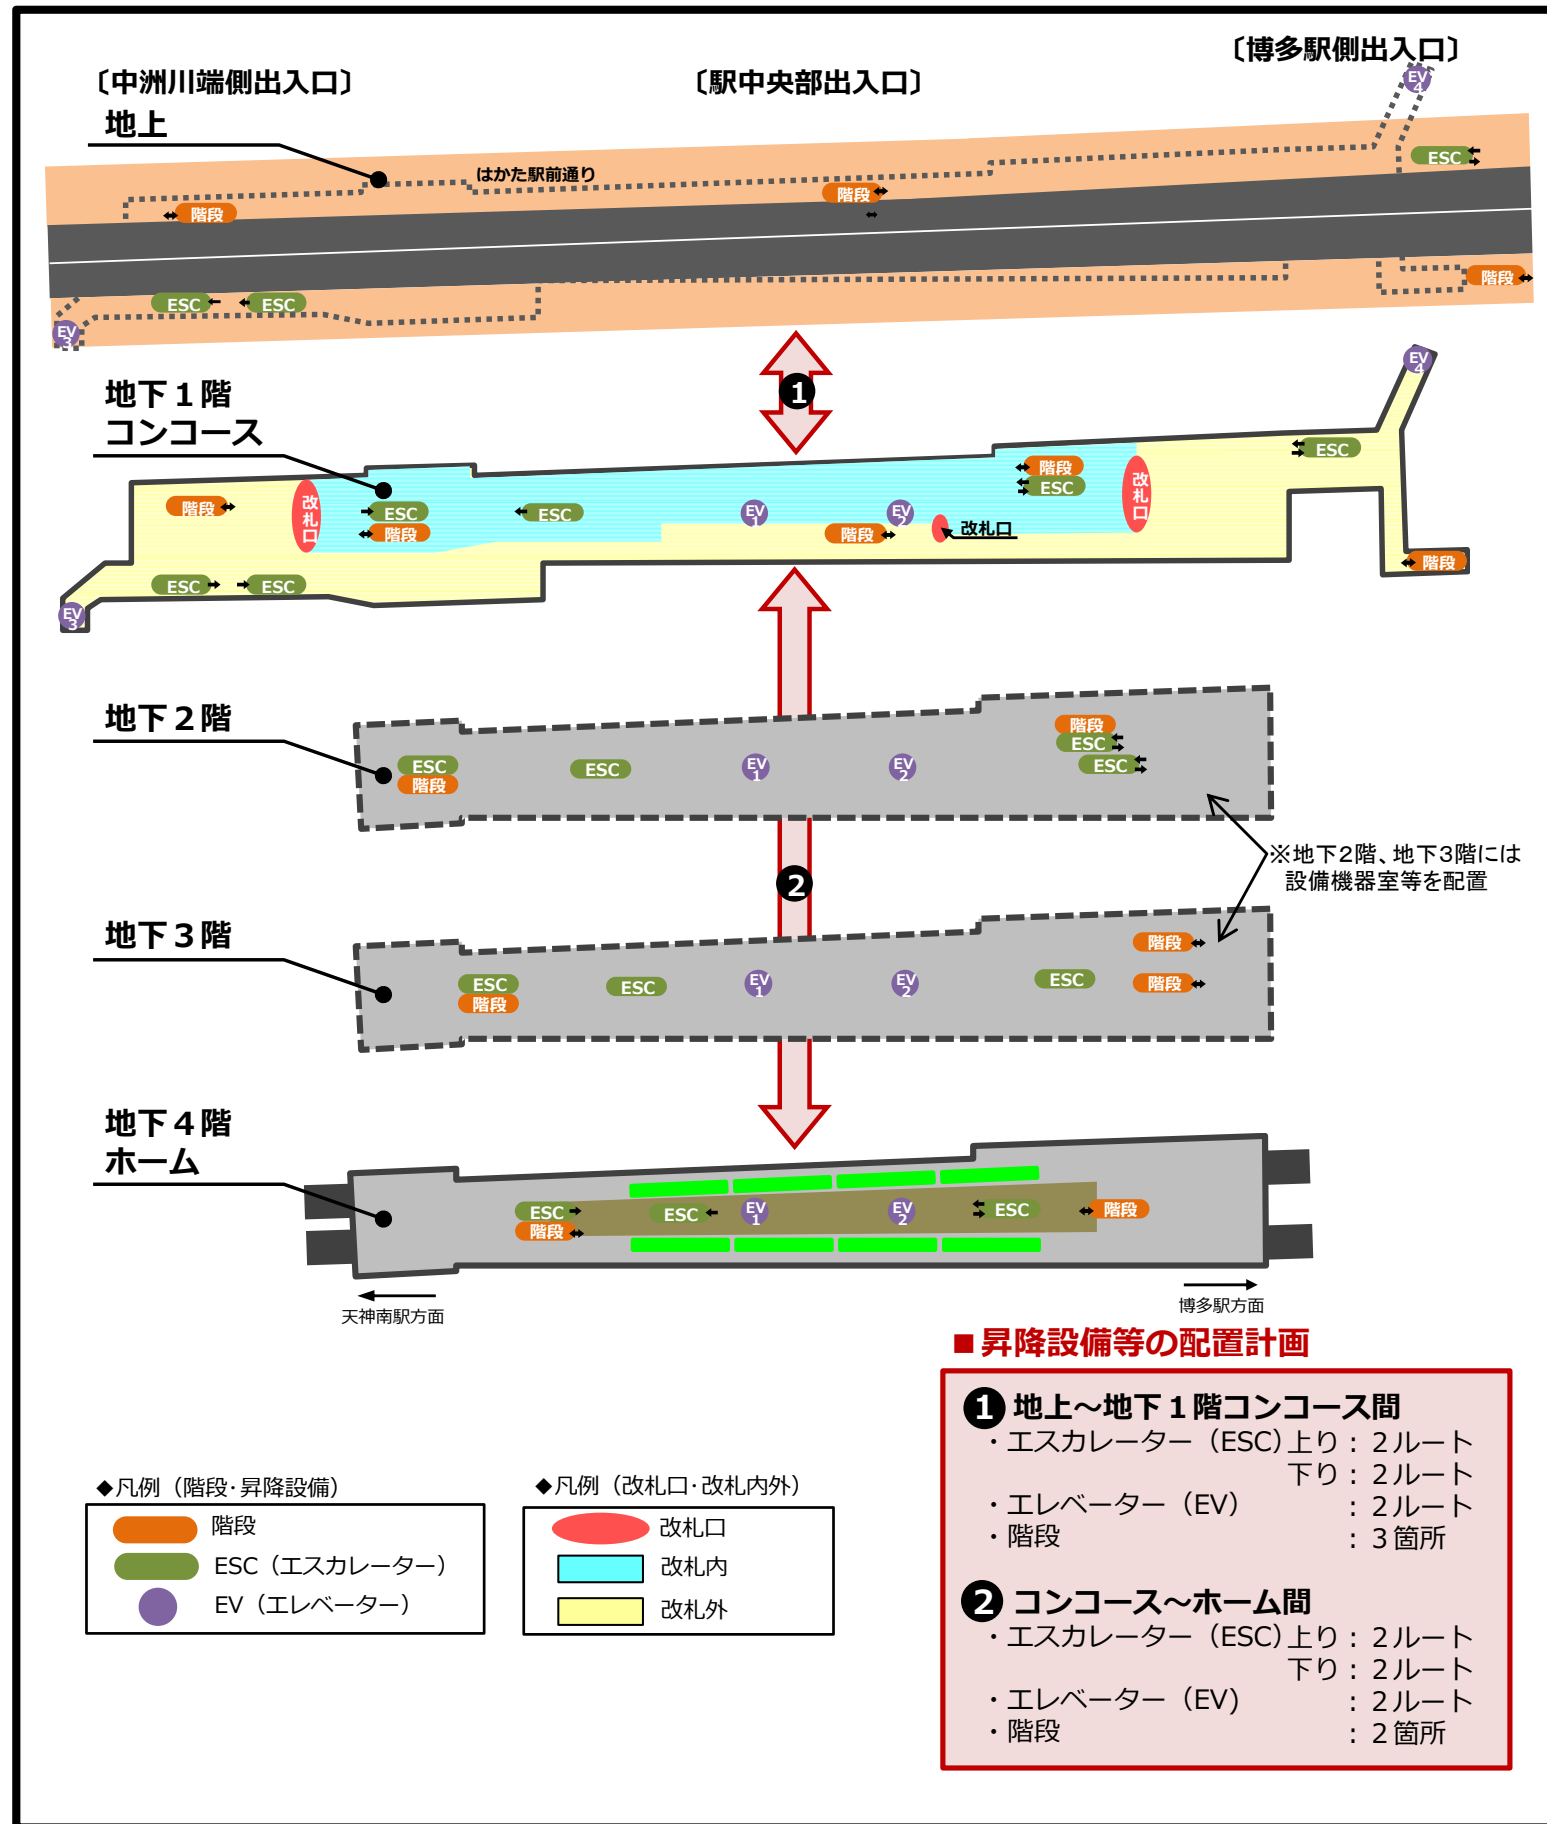 〔中洲川端側出入口〕
〔駅中央部出入口〕
〔博多駅側出入口〕
地上
EV4
ESC
はかた駅前通り
階段
階段
階段
ESC
ESC
EV3
1
地下１階
コンコース
EV4
階段
改札口
ESC
階段
ESC
EV1
EV2
階段
改札口
階段
ESC
改札口
ESC
階段
ESC
ESC
EV3
地下２階
ESC
階段
ESC
EV1
EV2
階段
ESC
ESC
※地下2階、地下3階には
設備機器室等を配置
2
地下３階
ESC
階段
ESC
EV1
EV2
ESC
階段
階段
地下４階
ホーム
ESC
階段
ESC
EV1
EV2
ESC
階段
天神南駅方面
博多駅方面
■昇降設備等の配置計画
1 地上～地下１階コンコース間
・エスカレーター（ESC）上り：２ルート
下り：２ルート
・エレベーター（EV）：２ルート
・階段：３箇所
2 コンコース～ホーム間
・エスカレーター（ESC）上り：２ルート
下り：２ルート
・エレベーター（EV)：２ルート
・階段：２箇所
◆凡例（階段・昇降設備）
階段
ESC（エスカレーター）
EV（エレベーター）
◆凡例（改札口・改札内外）
改札口
改札内
改札外